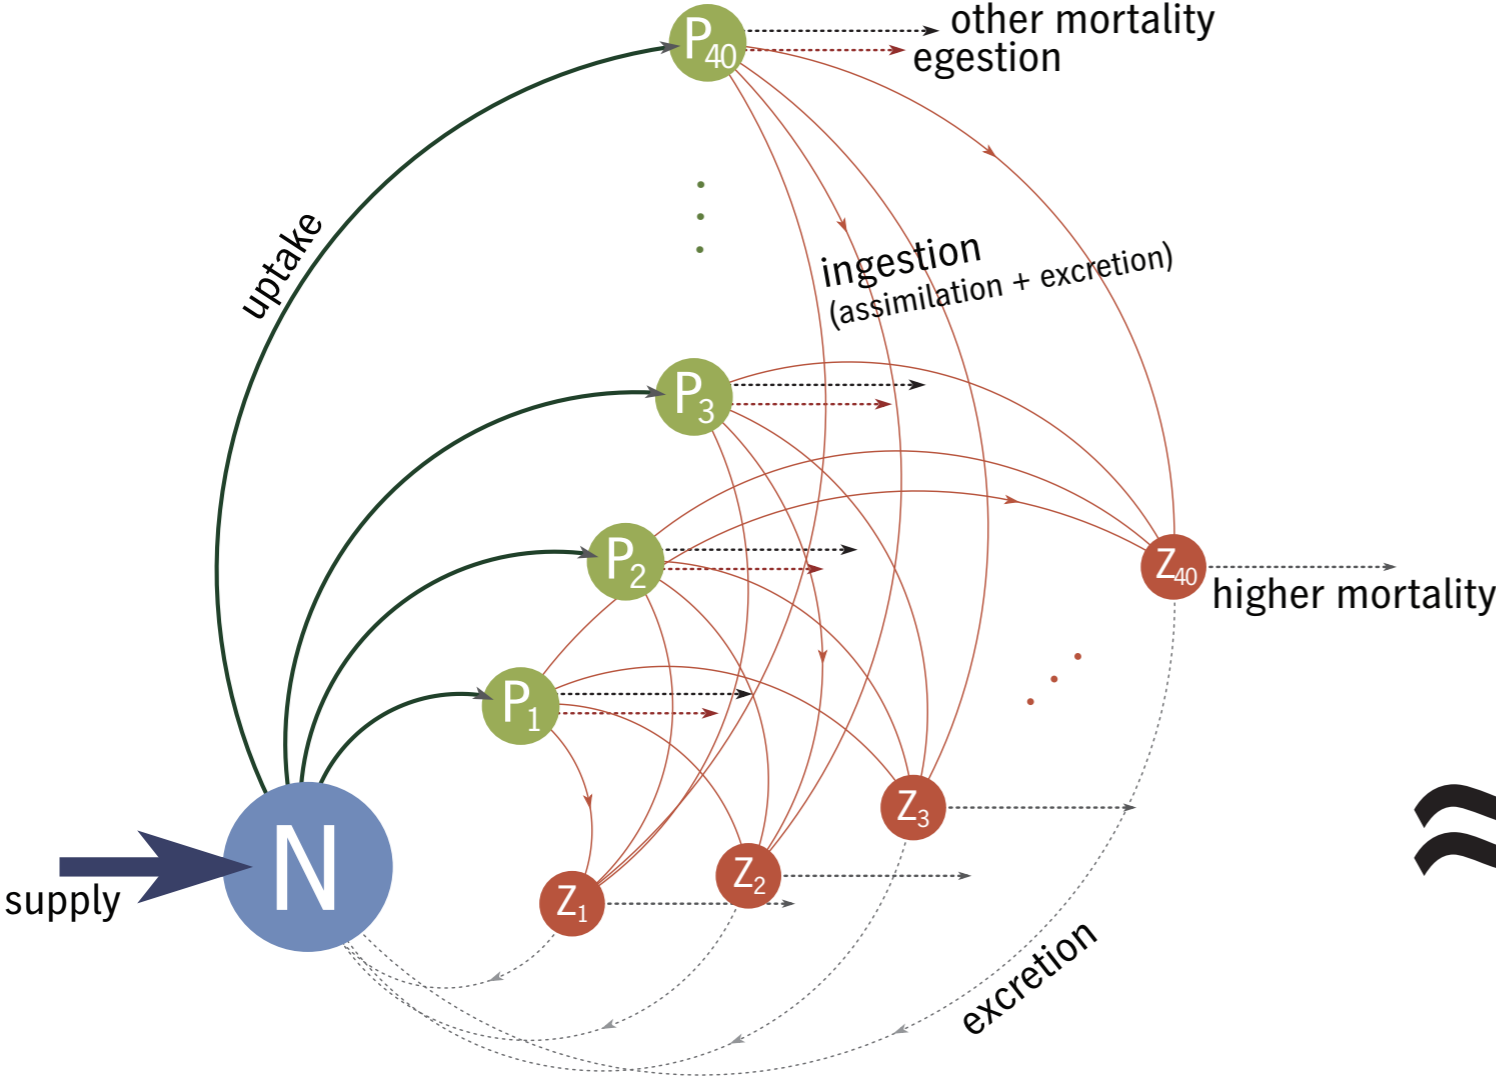 P40
other mortality
egestion
uptake
ingestion
(assimilation + excretion)
P3
P2
Z40
higher mortality
P1
Z3
N
Z2
supply
Z1
excretion
≈